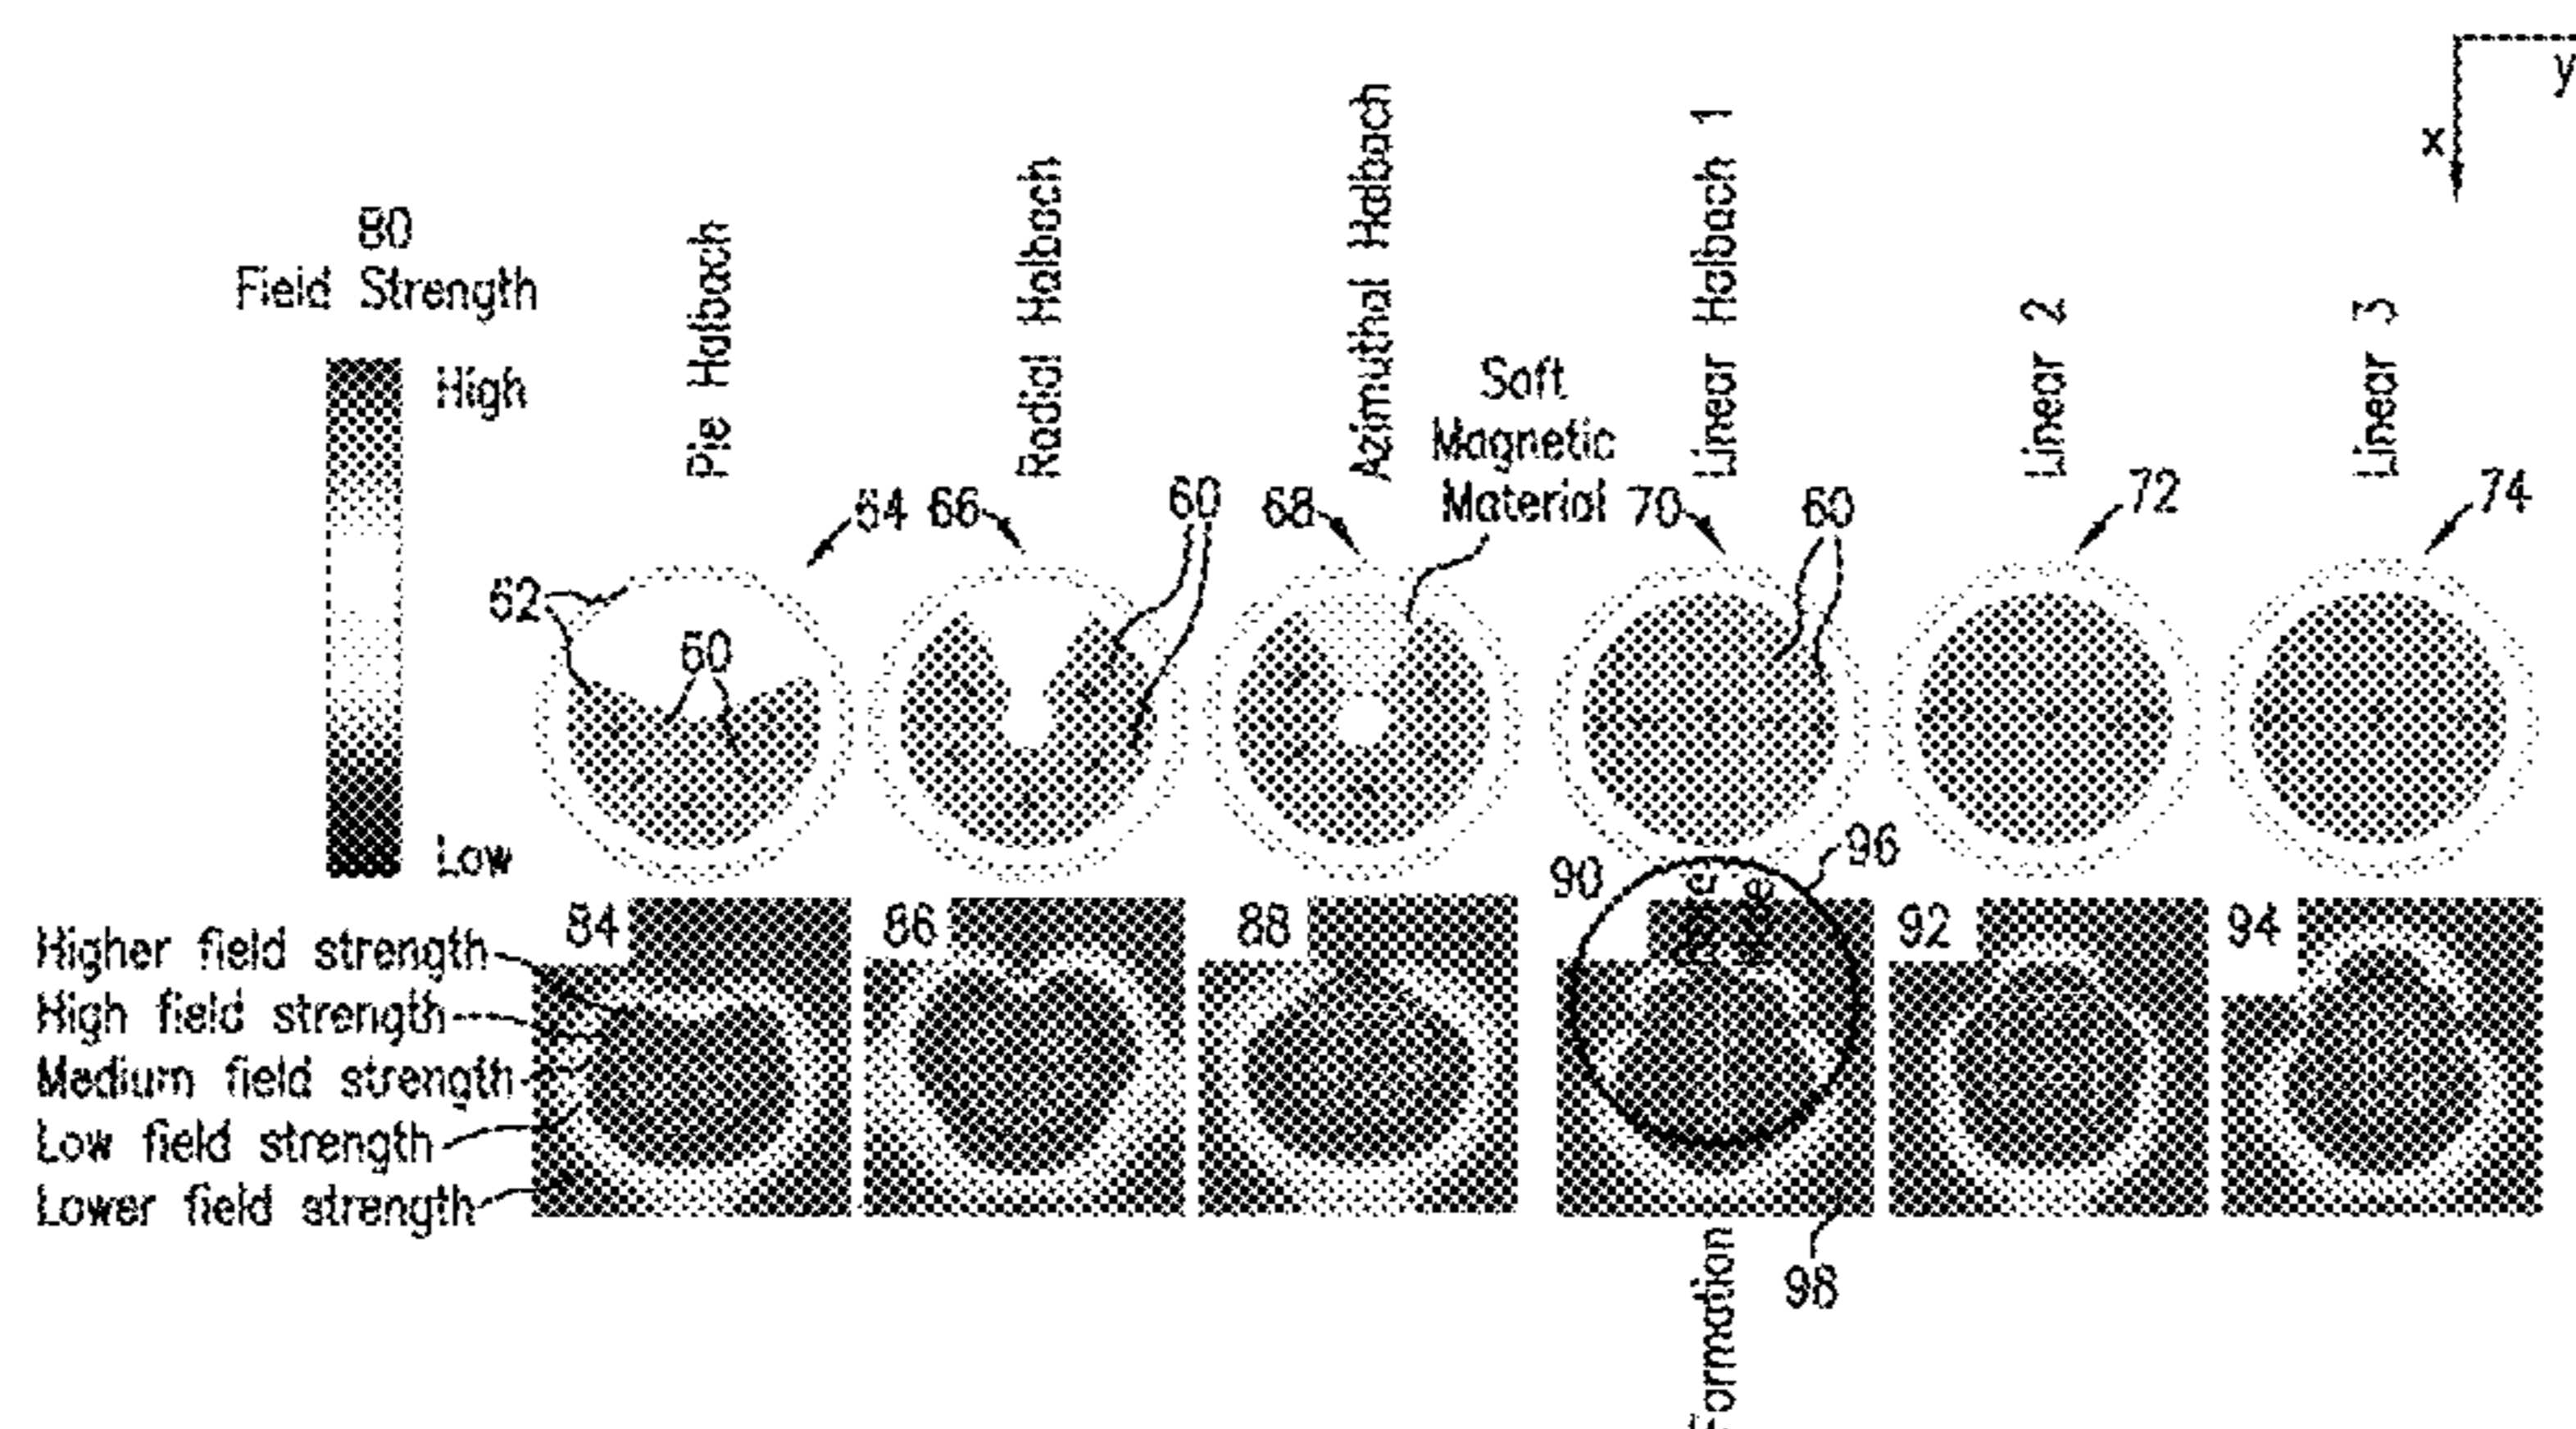 y
x
80
Field Strength
High
Low
Pie Halbach
Radial Halbach
Azimuthal Halbach
Linear Halbach 1
Linear 2
Linear 3
Soft
Magnetic
Material
64
66
60
68
70
60
72
74
62
60
90
96
84
86
88
92
94
Higher field strength
High field strength
Medium field strength
Low field strength
Lower field strength
98
Formation